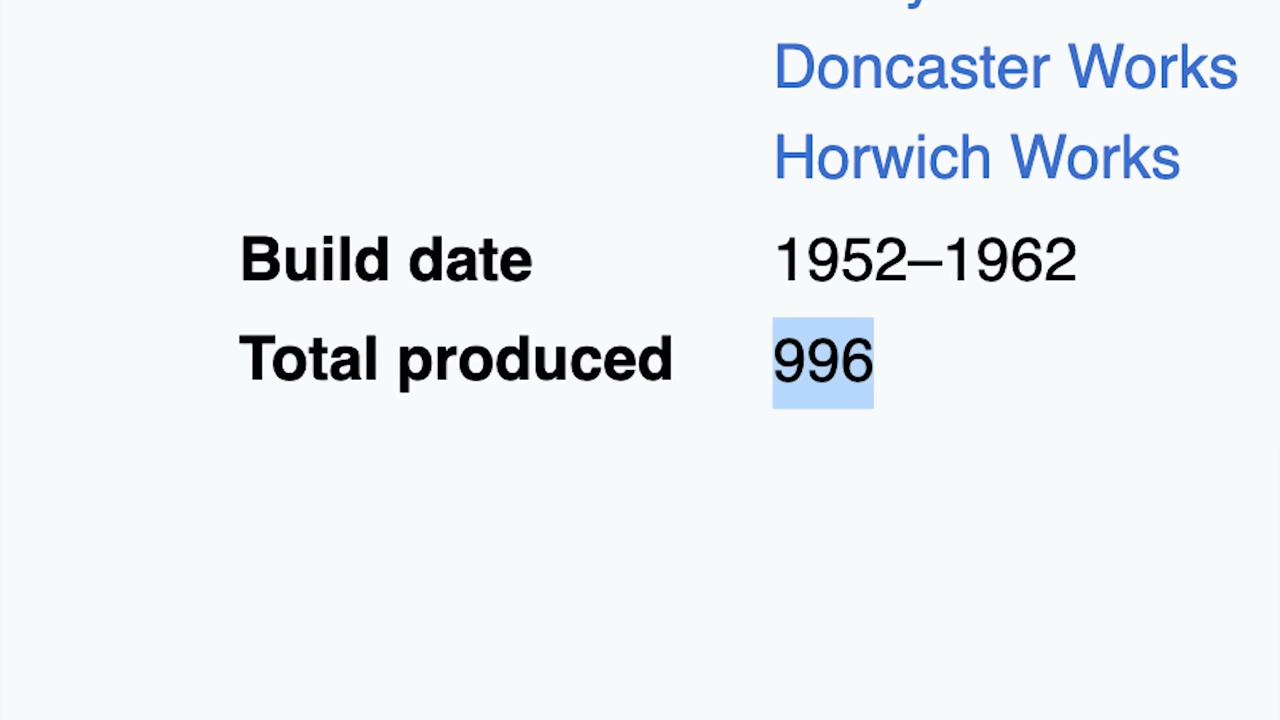 Doncaster Works
Horwich Works
Build date 1952–1962
Total produced 996